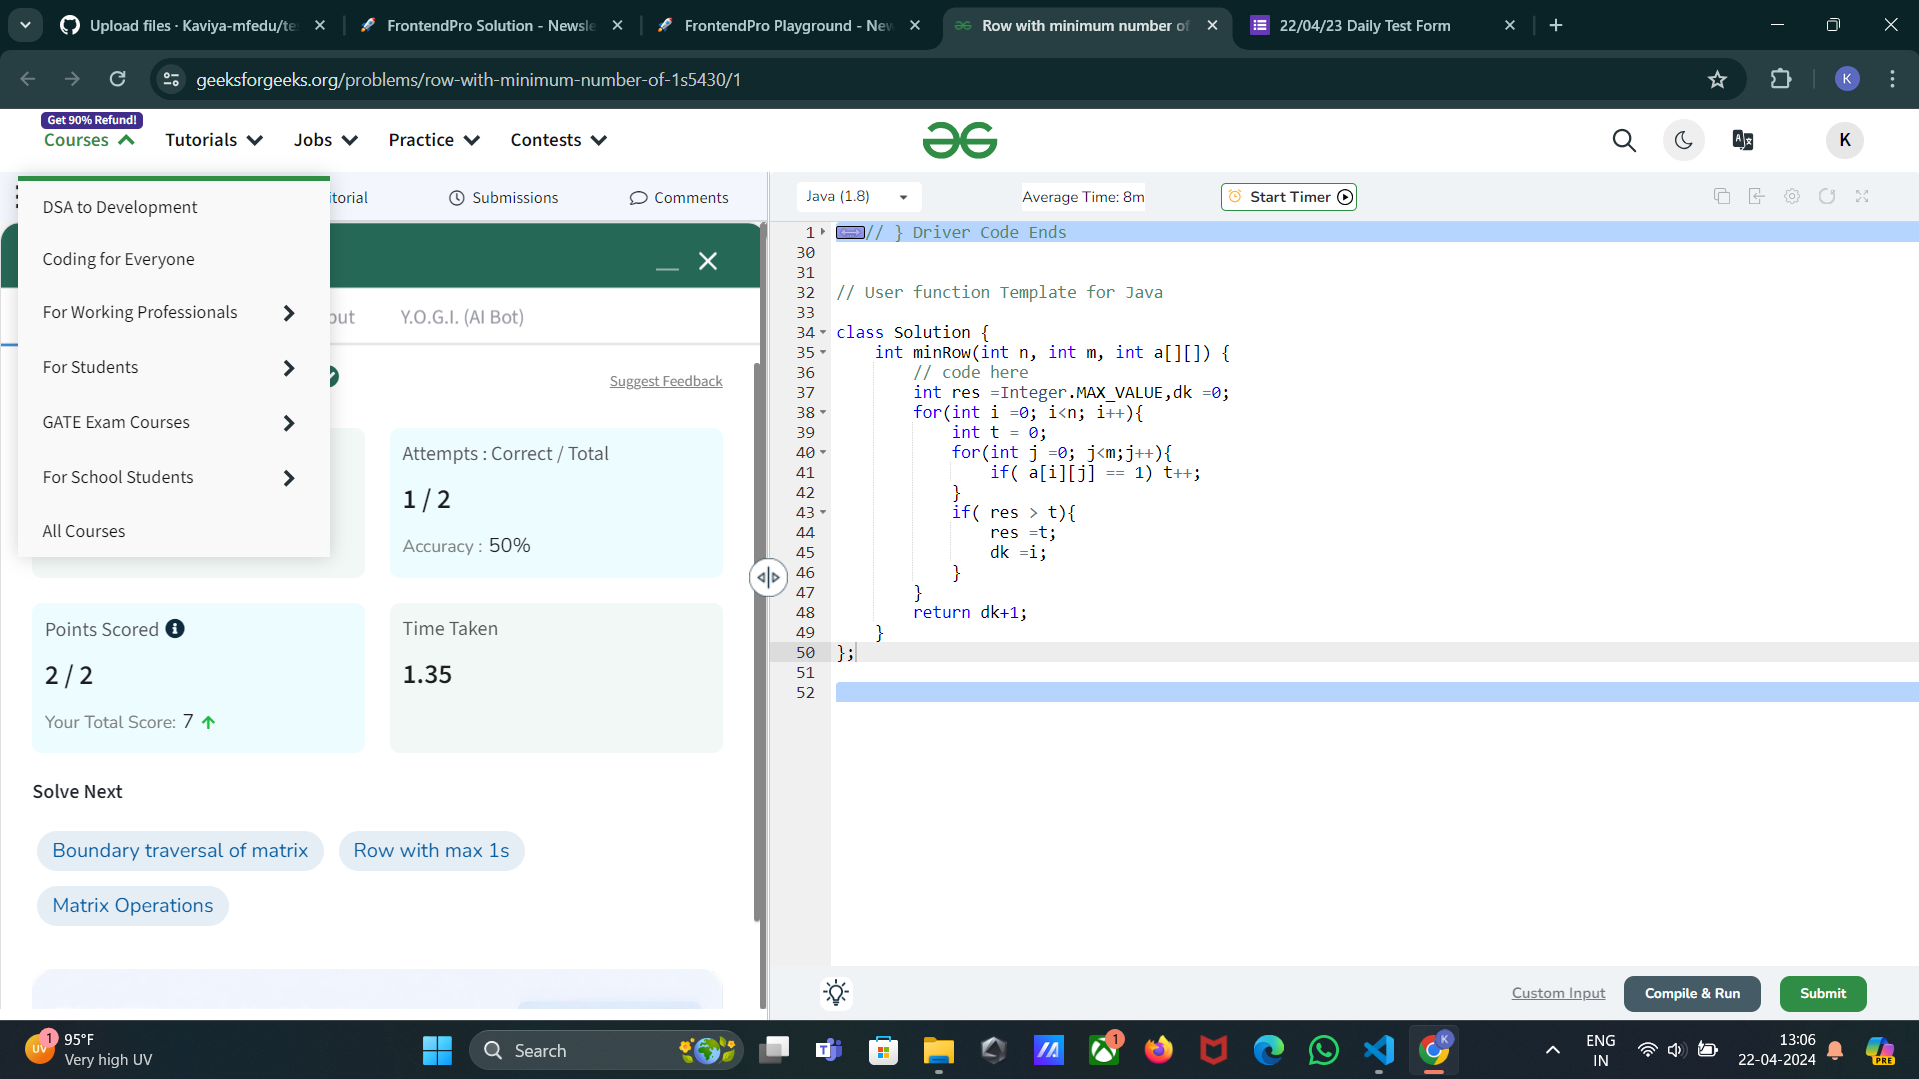 Upload files · Kaviya-mfedu/te
FrontendPro Solution - Newsle
FrontendPro Playground - New
Row with minimum number of
22/04/23 Daily Test Form
geeksforgeeks.org/problems/row-with-minimum-number-of-1s5430/1
K
Get 90% Refund!
Courses
Tutorials
Jobs
Practice
Contests
K
DSA to Development
Coding for Everyone
For Working Professionals
For Students
GATE Exam Courses
For School Students
All Courses
itorial
Submissions
Comments
Java (1.8)
Average Time: 8m
Start Timer
out
Y.O.G.I. (AI Bot)
Suggest Feedback
Attempts : Correct / Total
1 / 2
Accuracy : 50%
Points Scored
2 / 2
Your Total Score: 7
Time Taken
1.35
Solve Next
Boundary traversal of matrix
Row with max 1s
Matrix Operations
1 // } Driver Code Ends
30
31
32 // User function Template for Java
33
34 class Solution {
35 int minRow(int n, int m, int a[][]) {
36 // code here
37 int res =Integer.MAX_VALUE,dk =0;
38 for(int i =0; i<n; i++){
39 int t = 0;
40 for(int j =0; j<m;j++){
41 if( a[i][j] == 1) t++;
42 }
43 if( res > t){
44 res =t;
45 dk =i;
46 }
47 }
48 return dk+1;
49 }
50 };
51
52
Custom Input
Compile & Run
Submit
UV
1
95°F
Very high UV
Search
1
K
ENG
IN
13:06
22-04-2024
PRE